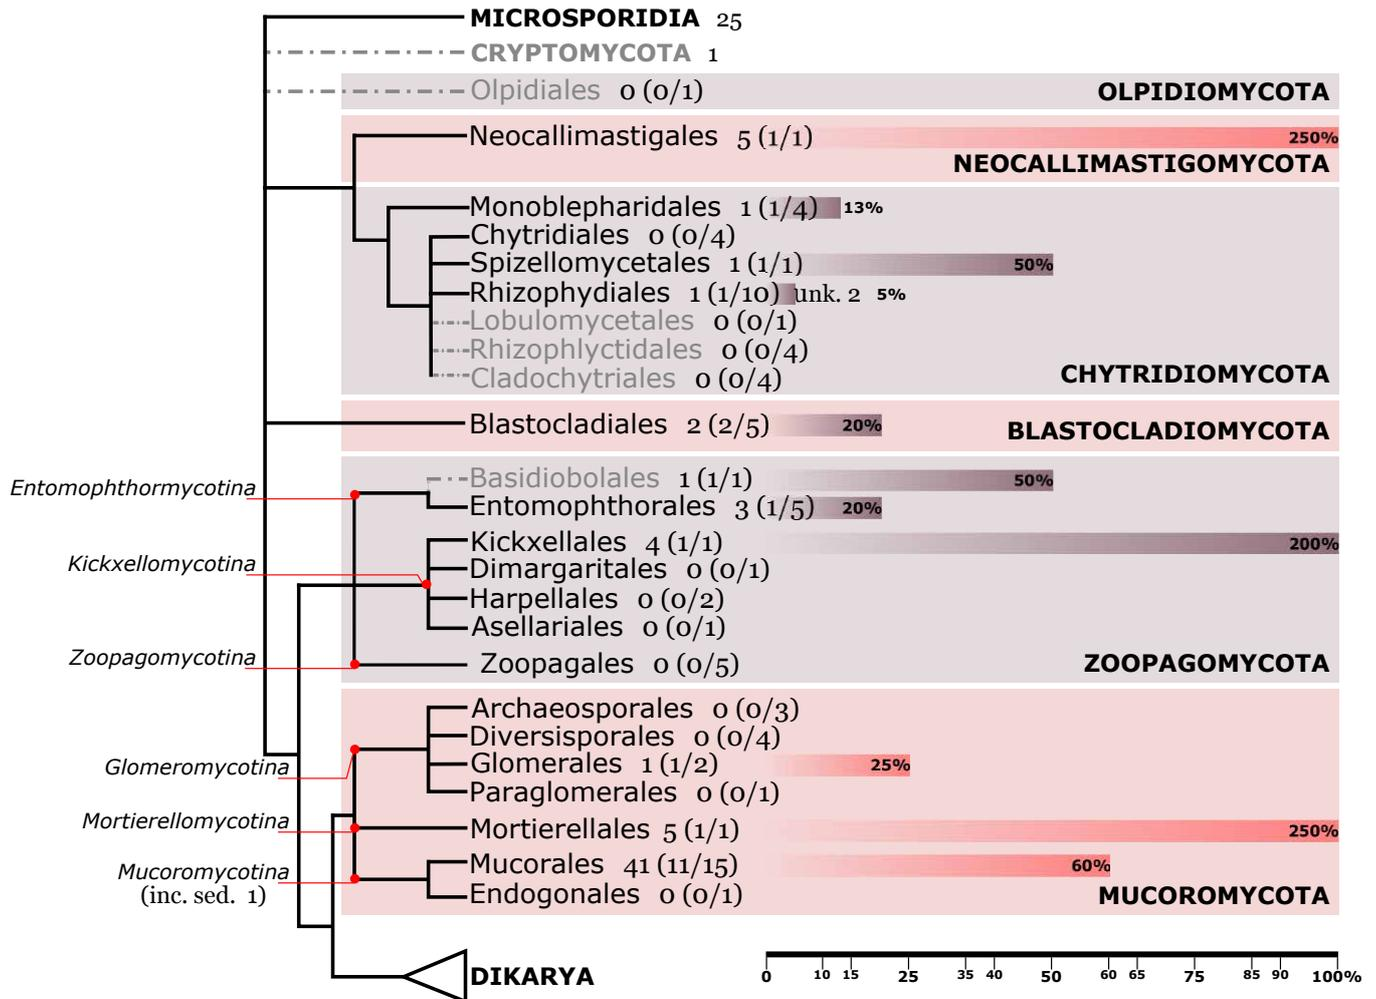 MICROSPORIDIA 25
CRYPTOMYCOTA 1
Olpidiales 0 (0/1)
OLPIDIOMYCOTA
Neocallimastigales 5 (1/1) 250%
NEOCALLIMASTIGOMYCOTA
Monoblepharidales 1 (1/4) 13%
Chytridiales 0 (0/4)
Spizellomycetales 1 (1/1) 50%
Rhizophydiales 1 (1/10) unk. 2 5%
Lobulomycetales 0 (0/1)
Rhizophlyctidales 0 (0/4)
Cladochytriales 0 (0/4)
CHYTRIDIOMYCOTA
Blastocladiales 2 (2/5) 20%
BLASTOCLADIOMYCOTA
Entomophthormycotina
Basidiobolales 1 (1/1) 50%
Entomophthorales 3 (1/5) 20%
Kickxellomycotina
Kickxellales 4 (1/1) 200%
Dimargaritales 0 (0/1)
Harpellales 0 (0/2)
Asellariales 0 (0/1)
Zoopagomycotina
Zoopagales 0 (0/5)
ZOOPAGOMYCOTA
Archaeosporales 0 (0/3)
Diversisporales 0 (0/4)
Glomeromycotina
Glomerales 1 (1/2) 25%
Paraglomerales 0 (0/1)
Mortierellomycotina
Mortierellales 5 (1/1) 250%
Mucoromycotina
(inc. sed. 1)
Mucorales 41 (11/15) 60%
Endogonales 0 (0/1)
MUCOROMYCOTA
DIKARYA
0 10 15 25 35 40 50 60 65 75 85 90 100%